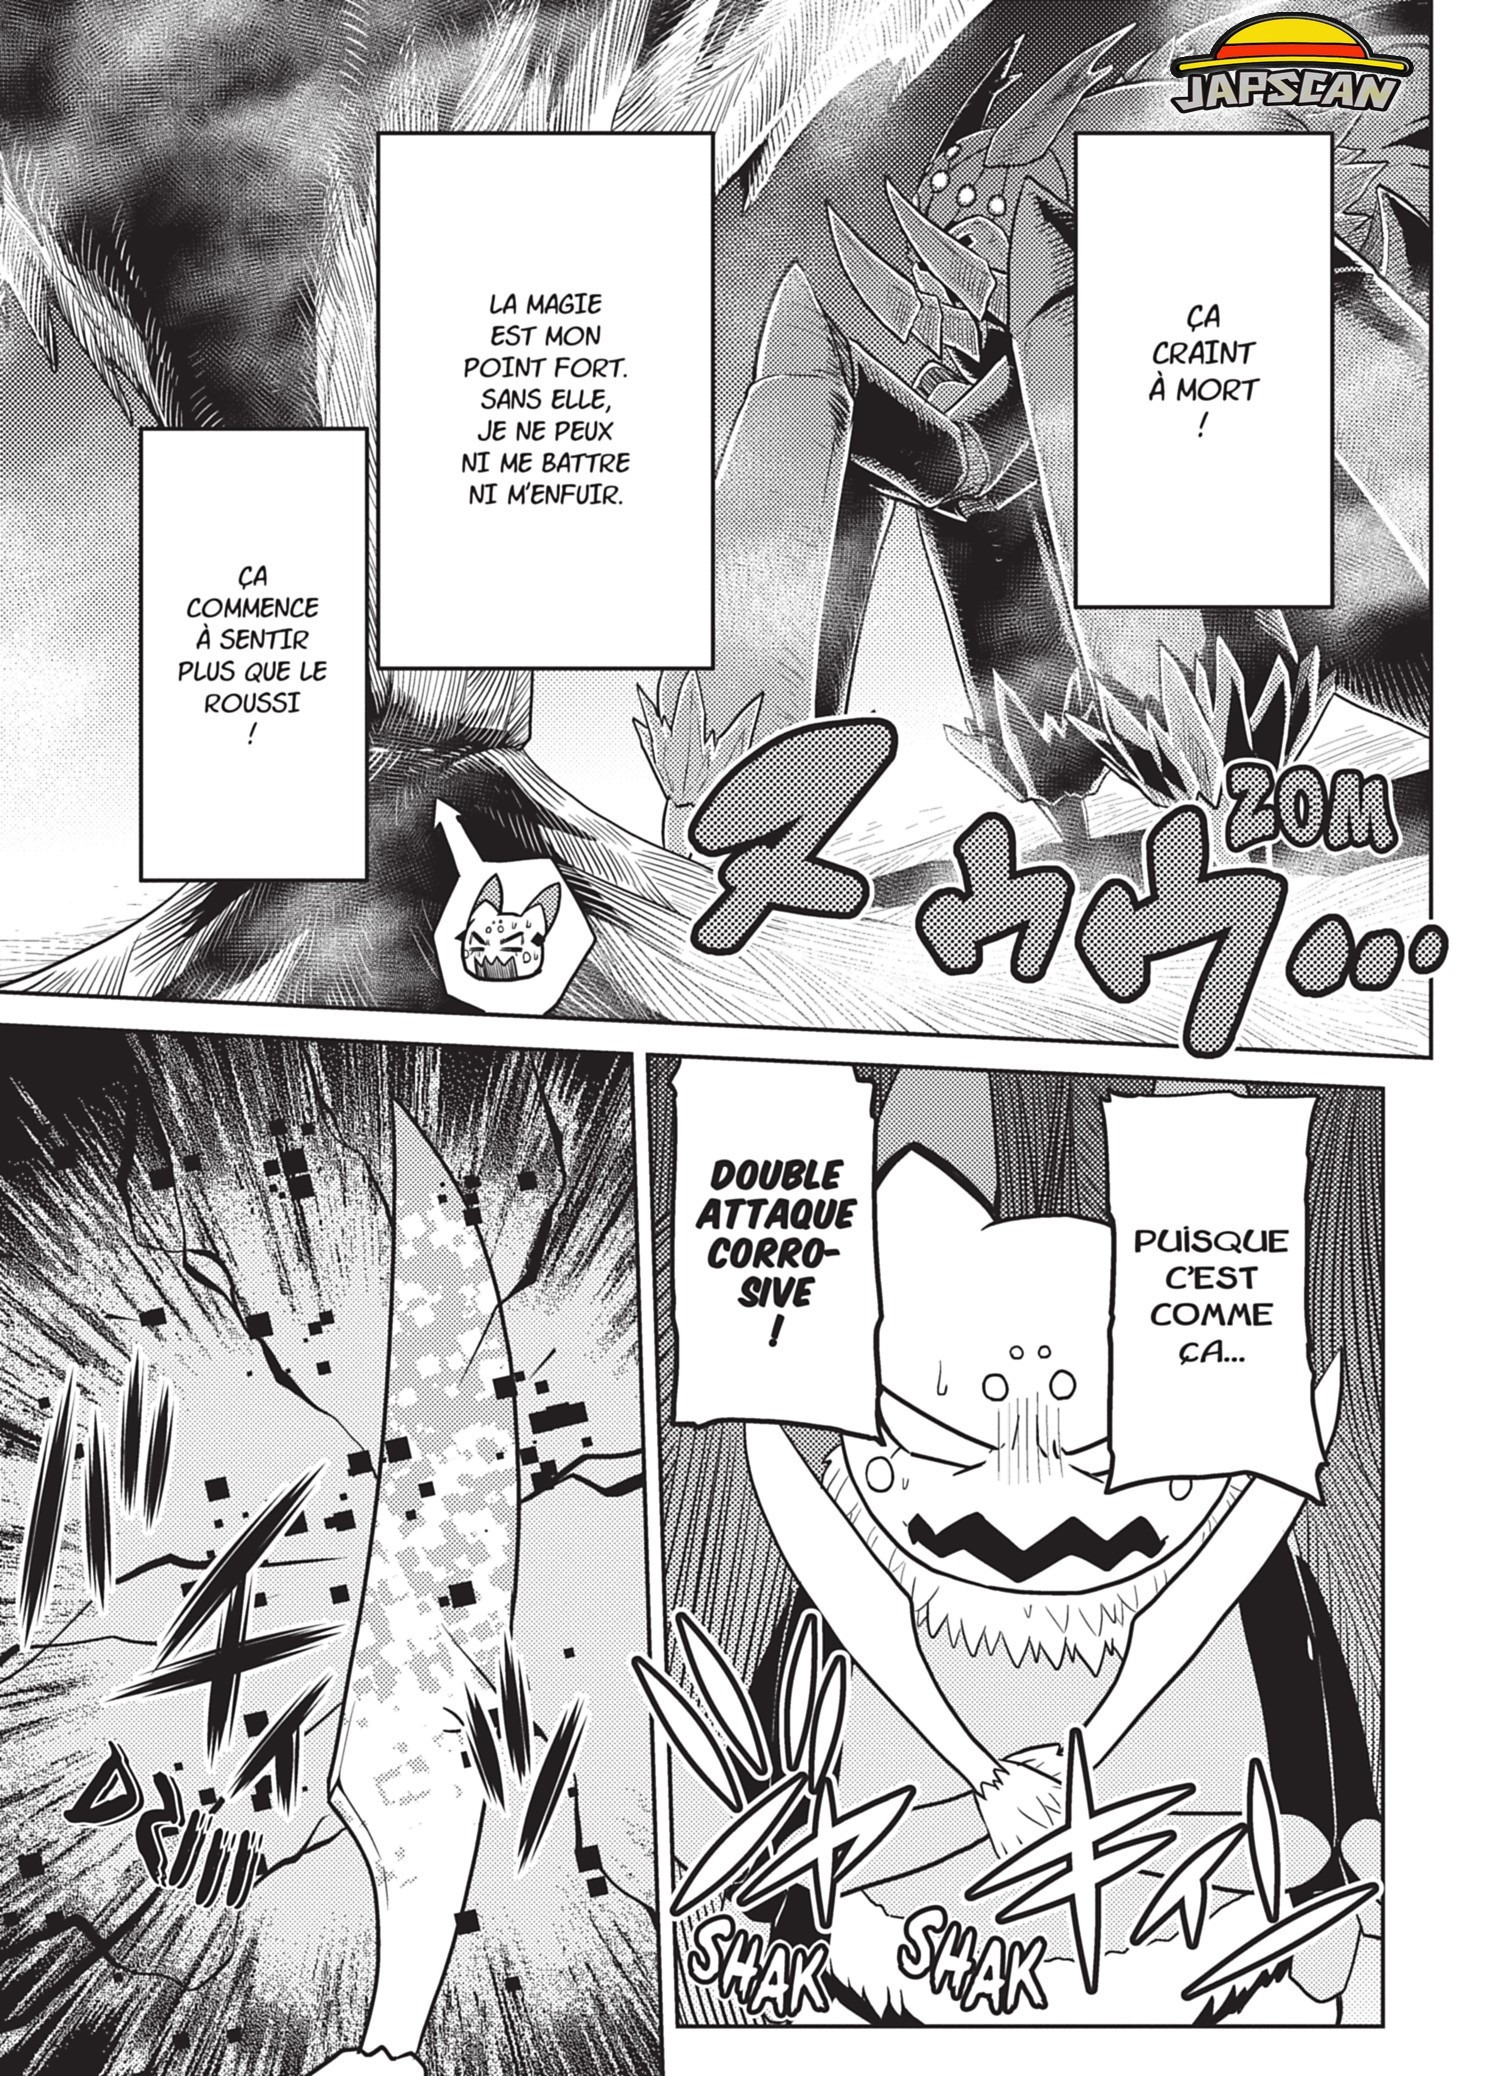 JAPSCAN
ÇA
CRAINT
À MORT
!
LA MAGIE
EST MON
POINT FORT.
SANS ELLE,
JE NE PEUX
NI ME BATTRE
NI M'ENFUIR.
ÇA
COMMENCE
À SENTIR
PLUS QUE LE
ROUSSI
!
ZOM
ズウウ...
PUISQUE
C'EST
COMME
ÇA...
DOUBLE
ATTAQUE
CORRO-
SIVE
!
SHAK
SHAK